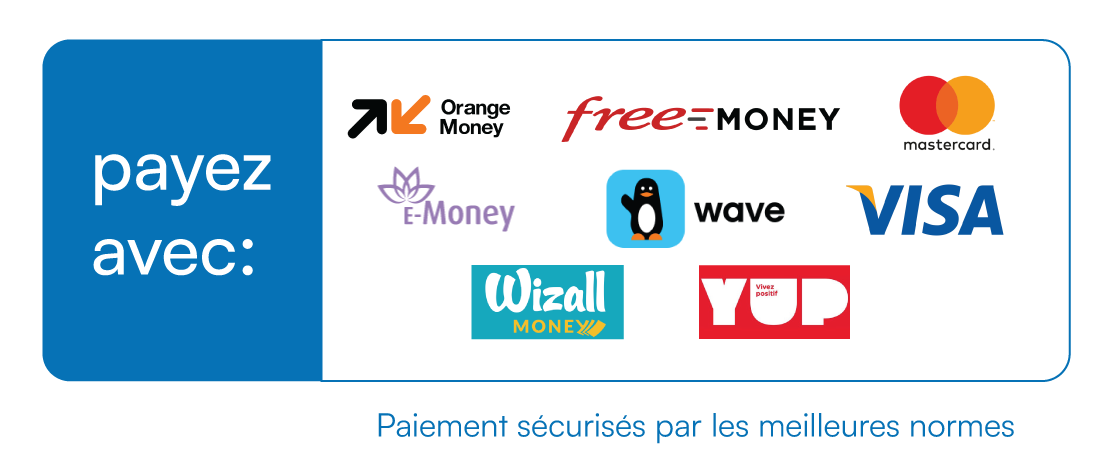 payez
avec:
Orange
Money
free MONEY
mastercard.
E-Money
wave
VISA
Wizall
MONEY
YUP
Vivez
positif
Paiement sécurisés par les meilleures normes